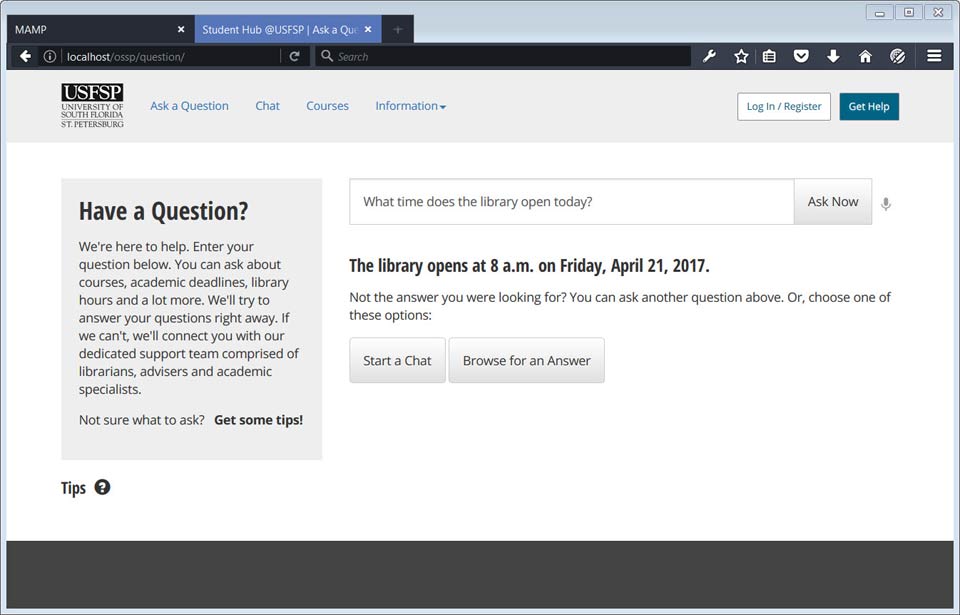 MAMP
Student Hub @USFSP | Ask a Que
localhost/ossp/question/
Search
USFSP
UNIVERSITY OF
SOUTH FLORIDA
ST. PETERSBURG
Ask a Question
Chat
Courses
Information
Log In / Register
Get Help
Have a Question?
We're here to help. Enter your
question below. You can ask about
courses, academic deadlines, library
hours and a lot more. We'll try to
answer your questions right away. If
we can't, we'll connect you with our
dedicated support team comprised of
librarians, advisers and academic
specialists.
Not sure what to ask? Get some tips!
Tips
What time does the library open today?
Ask Now
The library opens at 8 a.m. on Friday, April 21, 2017.
Not the answer you were looking for? You can ask another question above. Or, choose one of
these options:
Start a Chat
Browse for an Answer